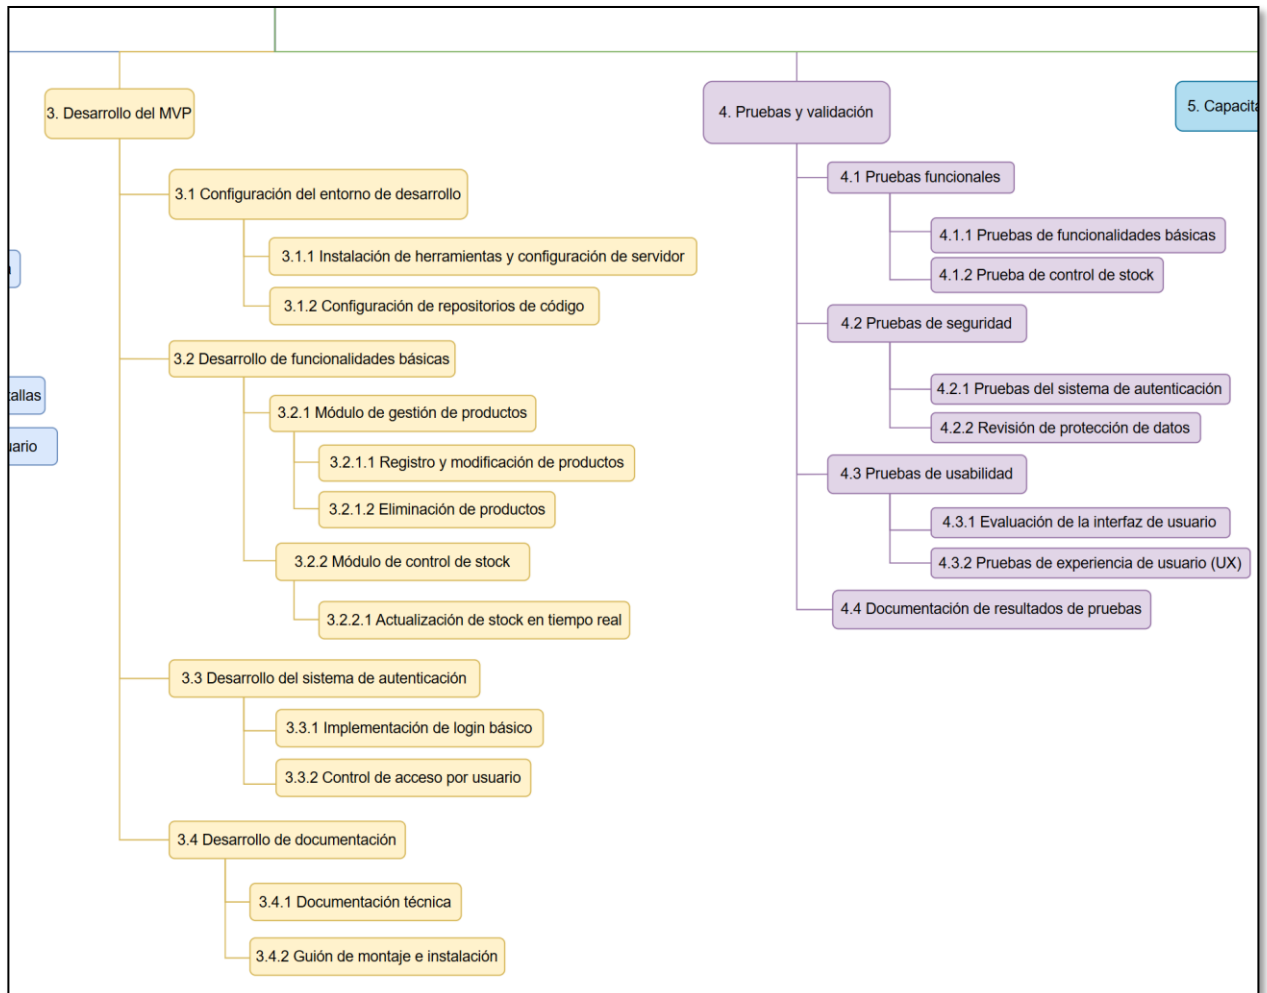 3. Desarrollo del MVP
3.1 Configuración del entorno de desarrollo
3.1.1 Instalación de herramientas y configuración de servidor
3.1.2 Configuración de repositorios de código
3.2 Desarrollo de funcionalidades básicas
3.2.1 Módulo de gestión de productos
3.2.1.1 Registro y modificación de productos
3.2.1.2 Eliminación de productos
3.2.2 Módulo de control de stock
3.2.2.1 Actualización de stock en tiempo real
3.3 Desarrollo del sistema de autenticación
3.3.1 Implementación de login básico
3.3.2 Control de acceso por usuario
3.4 Desarrollo de documentación
3.4.1 Documentación técnica
3.4.2 Guión de montaje e instalación
4. Pruebas y validación
4.1 Pruebas funcionales
4.1.1 Pruebas de funcionalidades básicas
4.1.2 Prueba de control de stock
4.2 Pruebas de seguridad
4.2.1 Pruebas del sistema de autenticación
4.2.2 Revisión de protección de datos
4.3 Pruebas de usabilidad
4.3.1 Evaluación de la interfaz de usuario
4.3.2 Pruebas de experiencia de usuario (UX)
4.4 Documentación de resultados de pruebas
5.